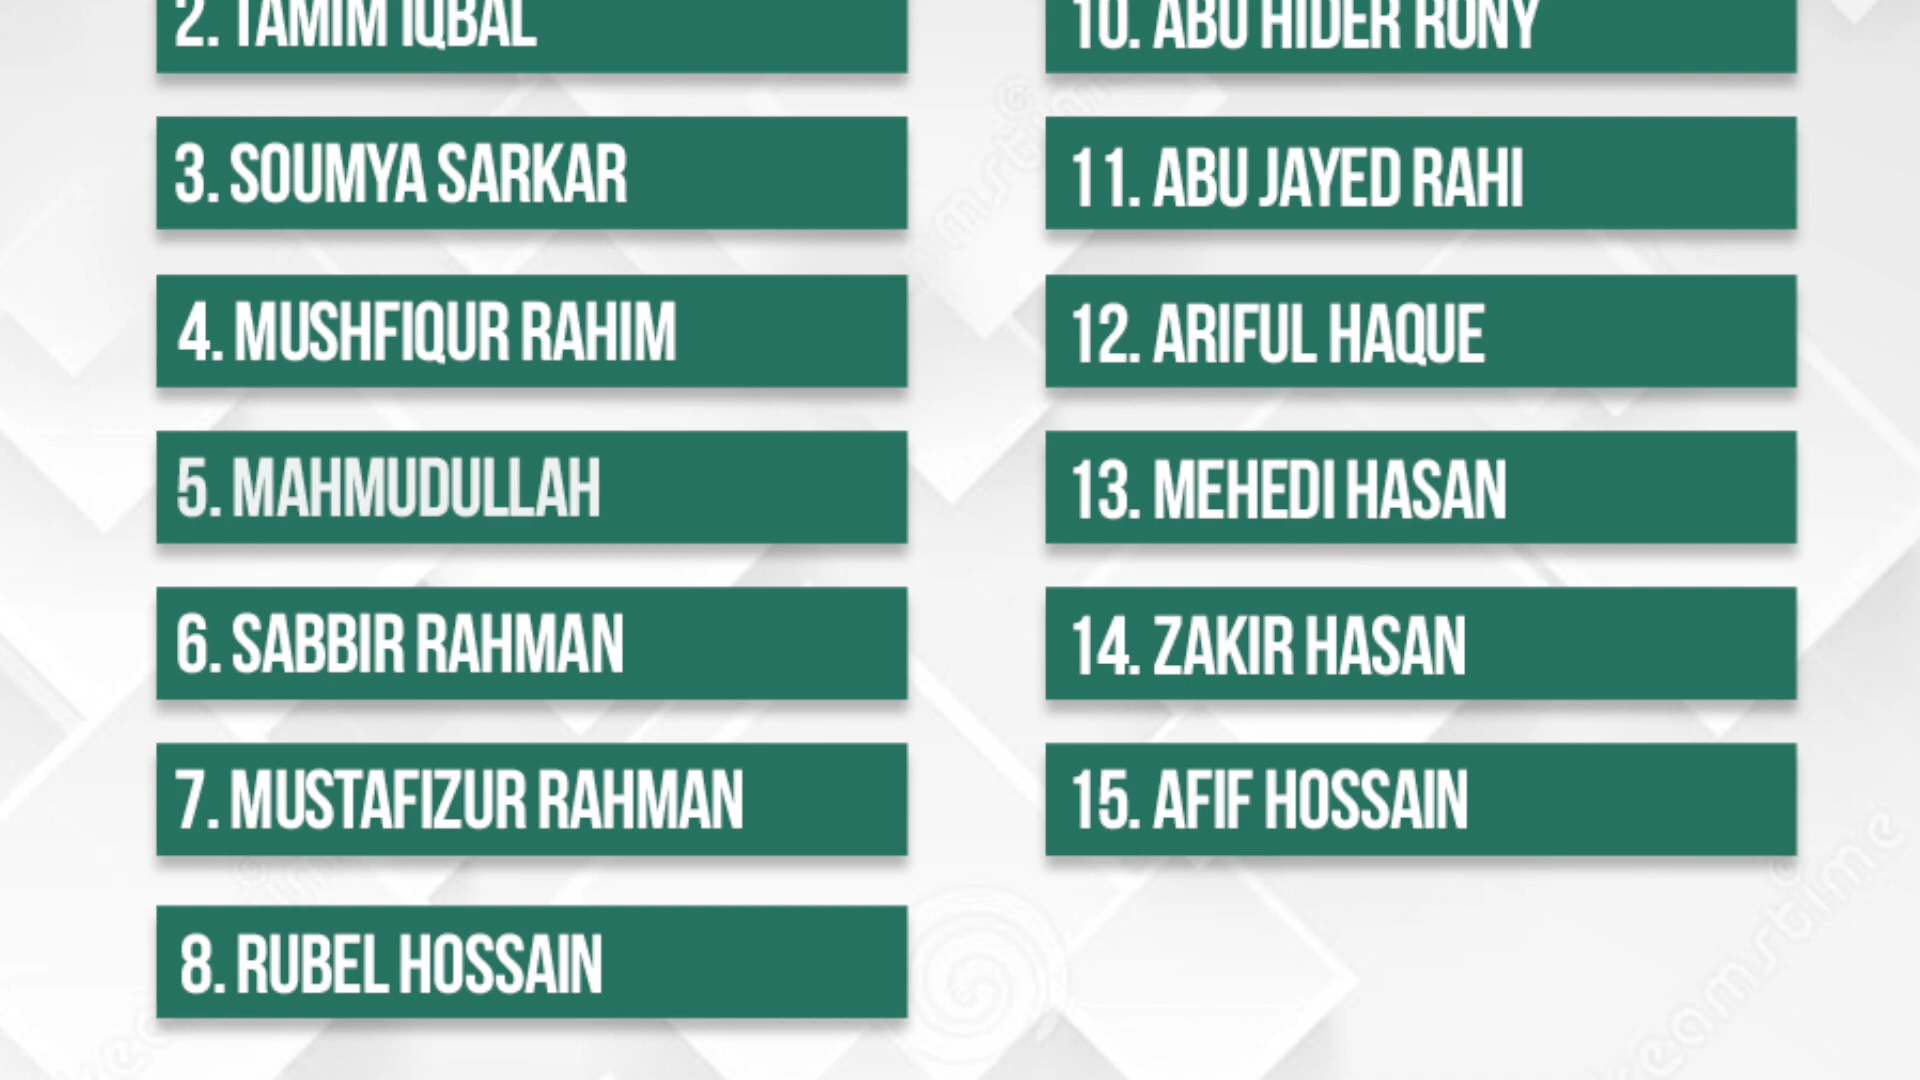 2. TAMIM IQBAL
3. SOUMYA SARKAR
4. MUSHFIQUR RAHIM
5. MAHMUDULLAH
6. SABBIR RAHMAN
7. MUSTAFIZUR RAHMAN
8. RUBEL HOSSAIN
10. ABU HIDER RONY
11. ABU JAYED RAHI
12. ARIFUL HAQUE
13. MEHEDI HASAN
14. ZAKIR HASAN
15. AFIF HOSSAIN